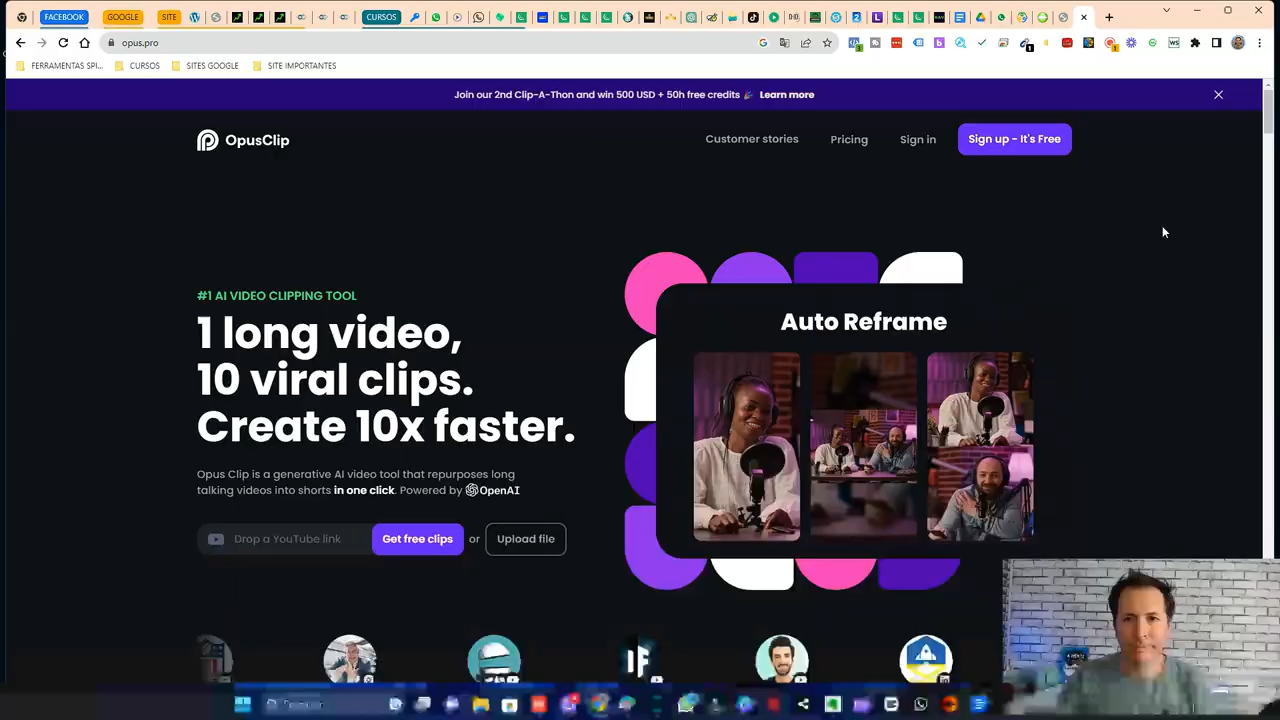 FACEBOOK
GOOGLE
SITE
CURSOS
opus.pro
FERRAMENTAS SPI...
CURSOS
SITES GOOGLE
SITE IMPORTANTES
Join our 2nd Clip-A-Thon and win 500 USD + 50h free credits 🎉 Learn more
OpusClip
Customer stories
Pricing
Sign in
Sign up - It's Free
#1 AI VIDEO CLIPPING TOOL
1 long video,
10 viral clips.
Create 10x faster.
Opus Clip is a generative AI video tool that repurposes long
talking videos into shorts in one click. Powered by OpenAI
Drop a YouTube link
Get free clips
or
Upload file
Auto Reframe
IF